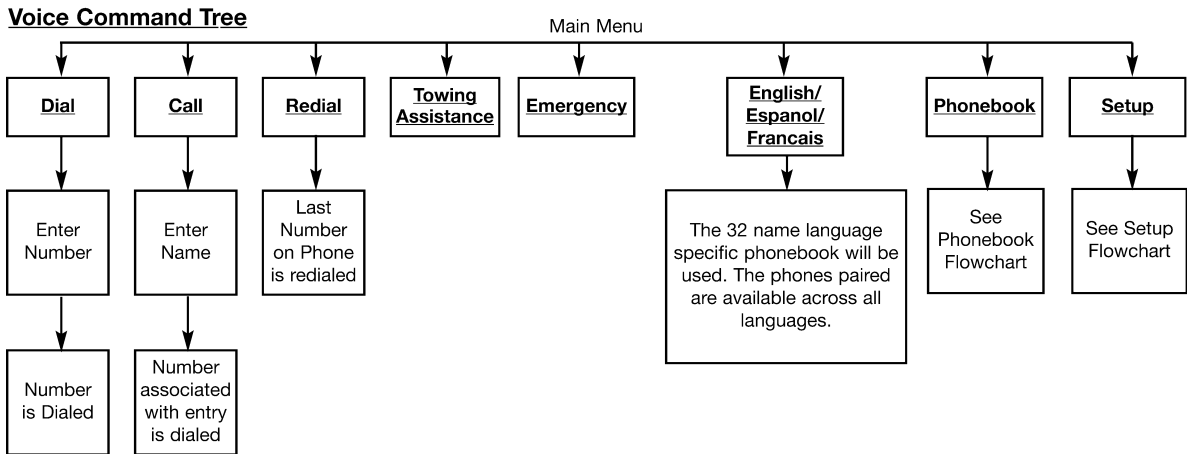 Voice Command Tree
Main Menu
Dial
Call
Redial
Towing
Assistance
Emergency
English/
Espanol/
Francais
Phonebook
Setup
Enter
Number
Enter
Name
Last
Number
on Phone
is redialed
The 32 name language
specific phonebook will be
used. The phones paired
are available across all
languages.
See
Phonebook
Flowchart
See Setup
Flowchart
Number
is Dialed
Number
associated
with entry
is dialed